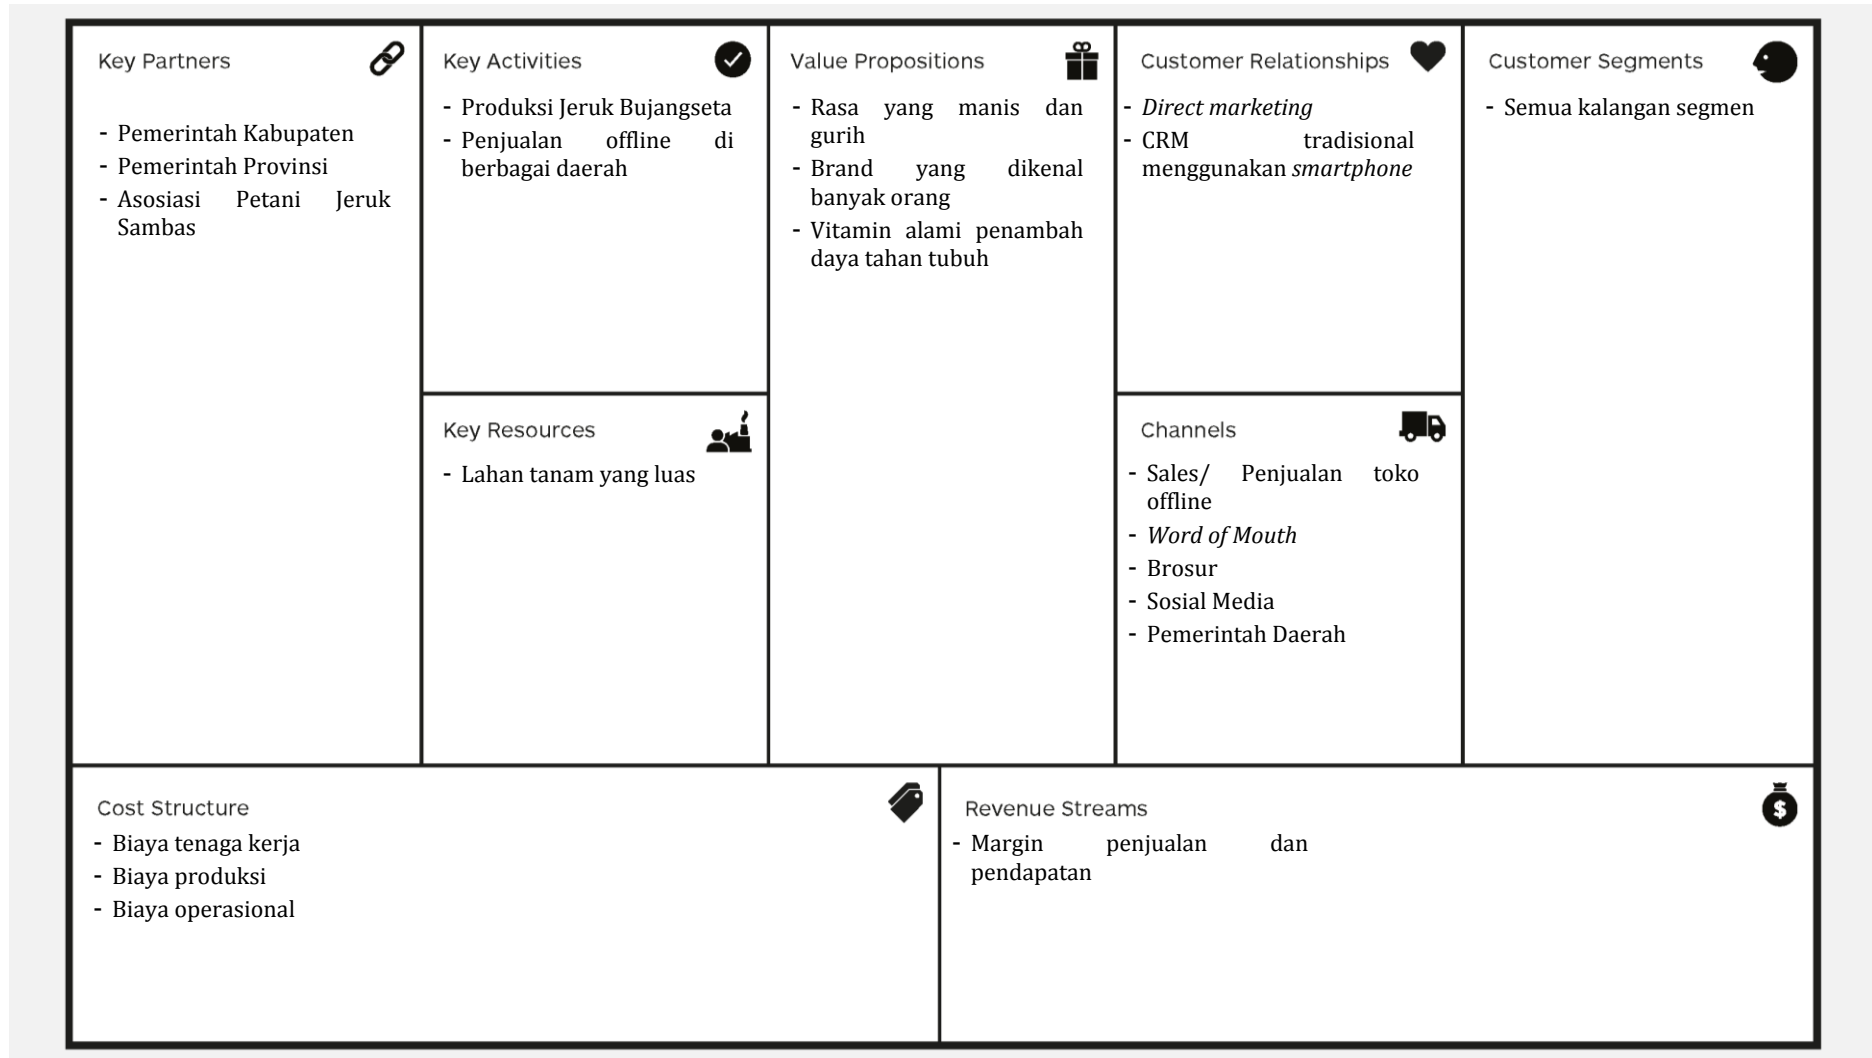 Key Partners
- Pemerintah Kabupaten
- Pemerintah Provinsi
- Asosiasi Petani Jeruk
Sambas
Key Activities
- Produksi Jeruk Bujangseta
- Penjualan offline di
berbagai daerah
Key Resources
- Lahan tanam yang luas
Value Propositions
- Rasa yang manis dan
gurih
- Brand yang dikenal
banyak orang
- Vitamin alami penambah
daya tahan tubuh
Customer Relationships
- Direct marketing
- CRM tradisional
menggunakan smartphone
Channels
- Sales/ Penjualan toko
offline
- Word of Mouth
- Brosur
- Sosial Media
- Pemerintah Daerah
Customer Segments
- Semua kalangan segmen
Cost Structure
- Biaya tenaga kerja
- Biaya produksi
- Biaya operasional
Revenue Streams
$
- Margin penjualan dan
pendapatan